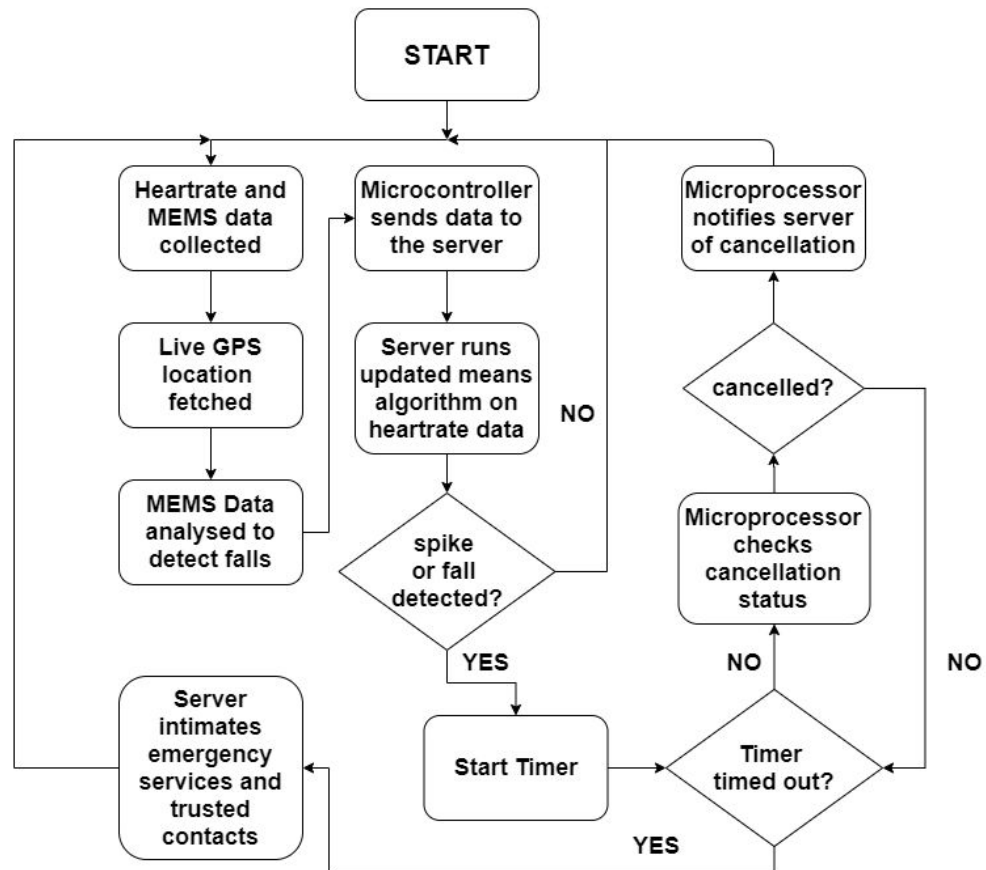 START
Heartrate and
MEMS data
collected
Live GPS
location
fetched
MEMS Data
analysed to
detect falls
Microcontroller
sends data to
the server
Server runs
updated means
algorithm on
heartrate data
spike
or fall
detected?
NO
YES
Start Timer
Timer
timed out?
NO
Microprocessor
checks
cancellation
status
cancelled?
NO
Microprocessor
notifies server
of cancellation
YES
Server
intimates
emergency
services and
trusted
contacts